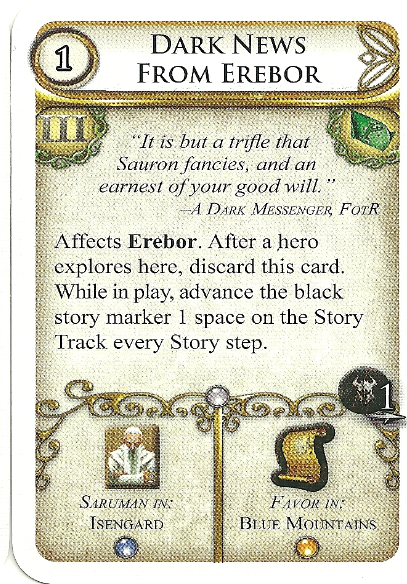 1
DARK NEWS
FROM EREBOR
III
“It is but a trifle that
Sauron fancies, and an
earnest of your good will.”
—A DARK MESSENGER, FOTR
Affects Erebor. After a hero
explores here, discard this card.
While in play, advance the black
story marker 1 space on the Story
Track every Story step.
1
SARUMAN IN:
ISENGARD
FAVOR IN:
BLUE MOUNTAINS